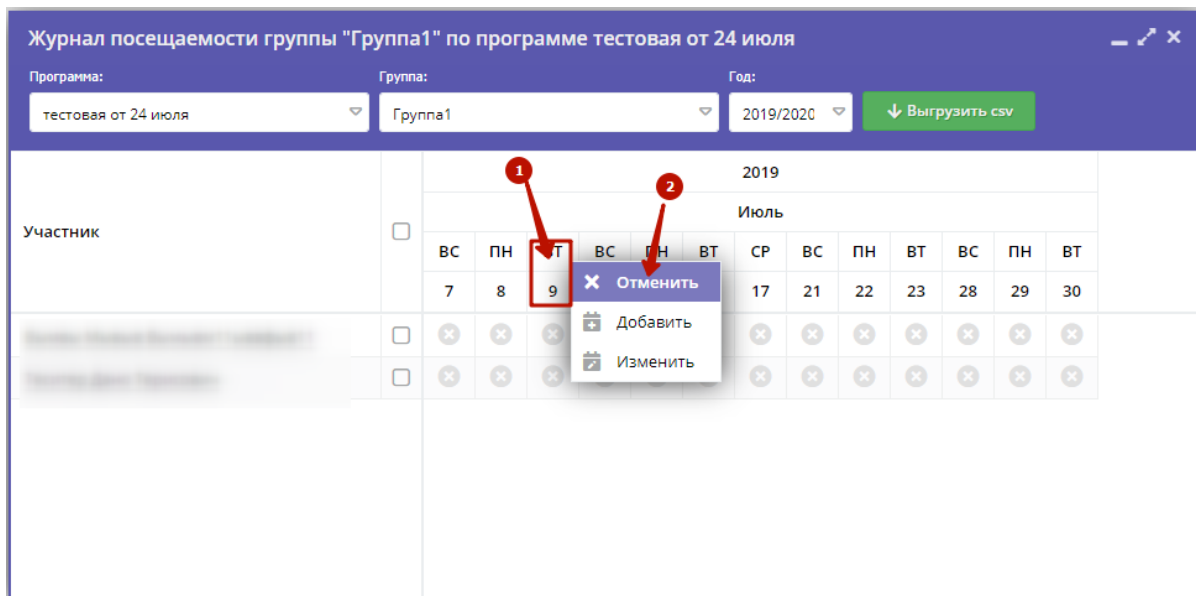 Журнал посещаемости группы "Группа1" по программе тестовая от 24 июля
Программа: Группа: Год:
тестовая от 24 июля Группа1 2019/2020 Выгрузить csv
1 2 2019
Июль
Участник
ВС ПН ВТ ВС ПН ВТ СР ВС ПН ВТ ВС ПН ВТ
7 8 9 17 21 22 23 28 29 30
Отменить
Добавить
Изменить